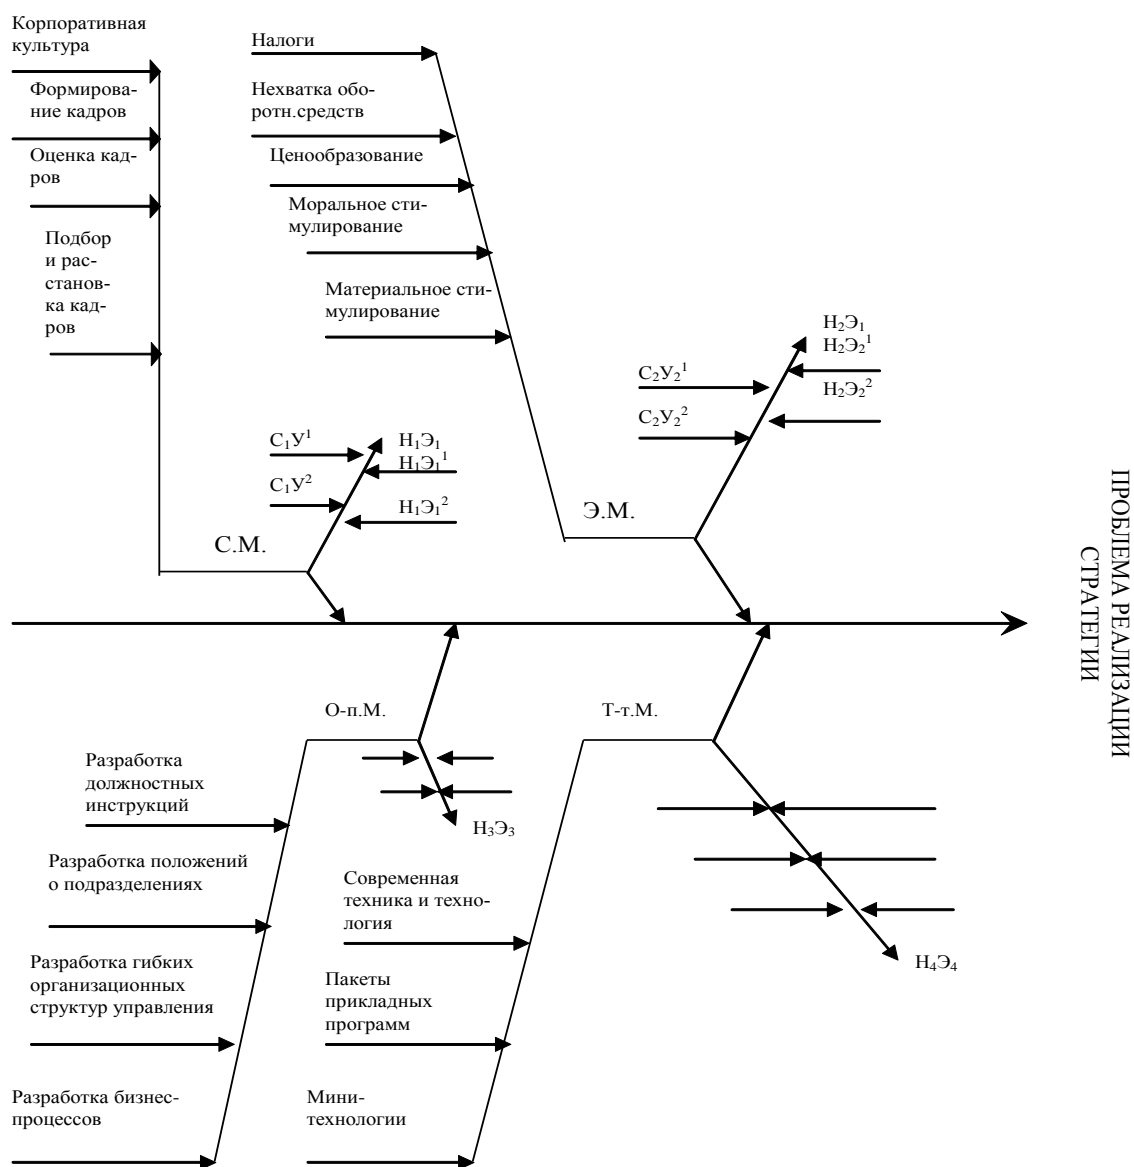 Корпоративная
культура
Формирова-
ние кадров
Оценка кад-
ров
Подбор
и рас-
станов-
ка кад-
ров
Налоги
Нехватка обо-
ротн.средств
Ценообразование
Моральное сти-
мулирование
Материальное сти-
мулирование
С₁У¹
С₁У²
Н₁Э₁
Н₁Э₁¹
Н₁Э₁²
С.М.
С₂У₂¹
С₂У₂²
Н₂Э₁
Н₂Э₂¹
Н₂Э₂²
Э.М.
ПРОБЛЕМА РЕАЛИЗАЦИИ
СТРАТЕГИИ
О-п.М.
Разработка
должностных
инструкций
Разработка положений
о подразделениях
Разработка гибких
организационных
структур управления
Разработка бизнес-
процессов
Н₃Э₃
Т-т.М.
Современная
техника и техно-
логия
Пакеты
прикладных
программ
Мини-
технологии
Н₄Э₄